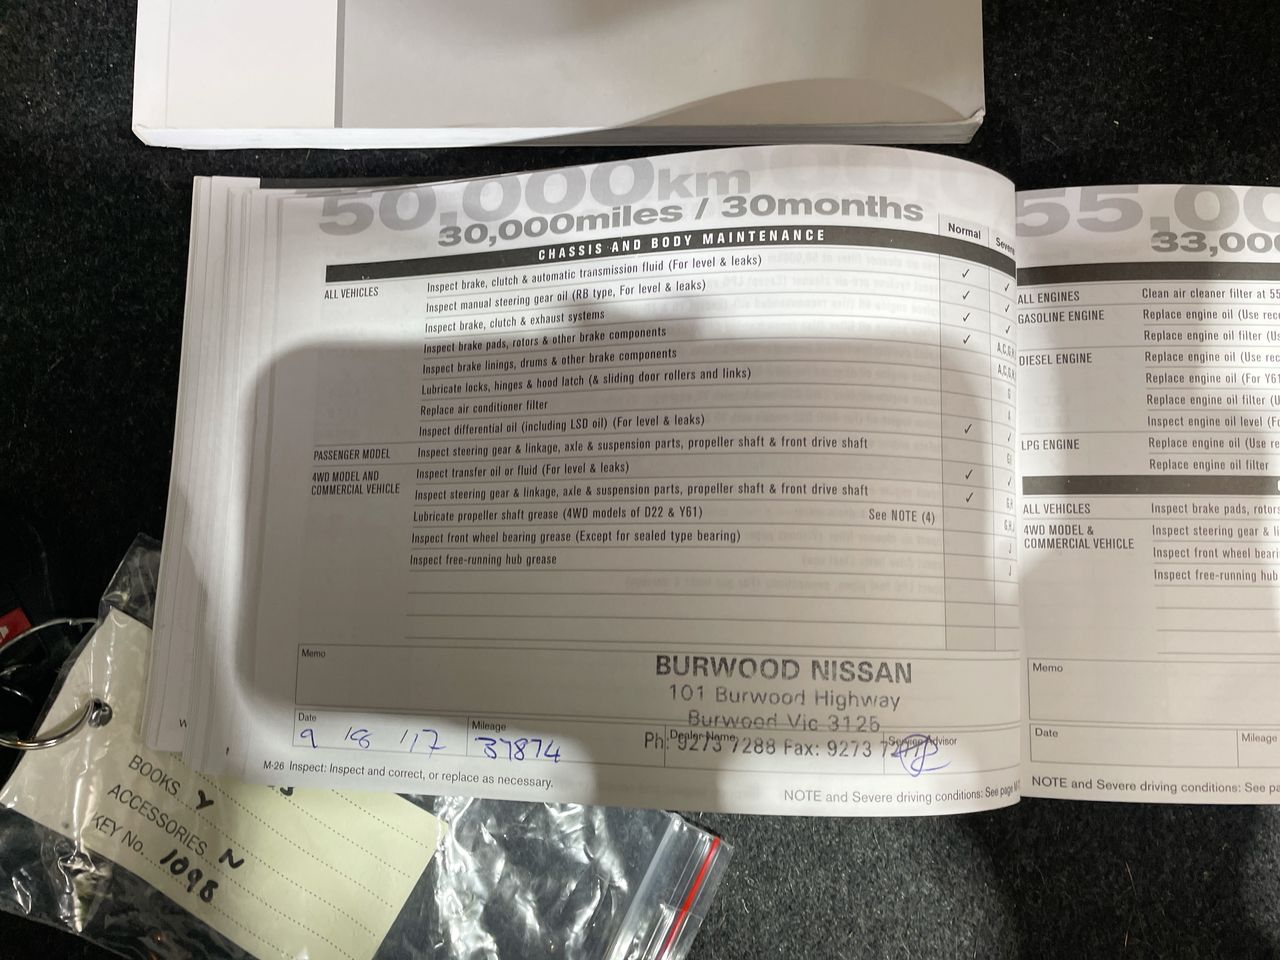 50,000km
30,000miles / 30months
CHASSIS AND BODY MAINTENANCE
Normal
ALL VEHICLES
Inspect brake, clutch & automatic transmission fluid (For level & leaks) ✓ ✓
Inspect manual steering gear oil (RB type, For level & leaks) ✓ ✓
Inspect brake, clutch & exhaust systems ✓ ✓
Inspect brake pads, rotors & other brake components ✓ A,C,G,H
Inspect brake linings, drums & other brake components A,C,G,H
Lubricate locks, hinges & hood latch (& sliding door rollers and links) G
Replace air conditioner filter A
Inspect differential oil (including LSD oil) (For level & leaks) ✓ ✓
PASSENGER MODEL Inspect steering gear & linkage, axle & suspension parts, propeller shaft & front drive shaft
4WD MODEL AND
COMMERCIAL VEHICLE
Inspect transfer oil or fluid (For level & leaks) ✓ ✓
Inspect steering gear & linkage, axle & suspension parts, propeller shaft & front drive shaft ✓ G,H
Lubricate propeller shaft grease (4WD models of D22 & Y61) See NOTE (4)
Inspect front wheel bearing grease (Except for sealed type bearing)
Inspect free-running hub grease
Memo
BURWOOD NISSAN
101 Burwood Highway
Burwood Vic 3125
Ph: 9273 7288 Fax: 9273
Date
9 18 117
Mileage
37874
Dealer Name
Service Advisor
M-26 Inspect: Inspect and correct, or replace as necessary.
NOTE and Severe driving conditions: See page
55,00
33,000
ALL ENGINES Clean air cleaner filter at 55
GASOLINE ENGINE Replace engine oil (Use rec
Replace engine oil filter (Us
DIESEL ENGINE Replace engine oil (Use rec
Replace engine oil (For Y61
Replace engine oil filter (U
Inspect engine oil level (Fo
LPG ENGINE Replace engine oil (Use re
Replace engine oil filter
ALL VEHICLES Inspect brake pads, rotors
4WD MODEL &
COMMERCIAL VEHICLE
Inspect steering gear & li
Inspect front wheel beari
Inspect free-running hub
Memo
Date
Mileage
NOTE and Severe driving conditions: See pa
BOOKS Y
ACCESSORIES N
KEY No. 1098